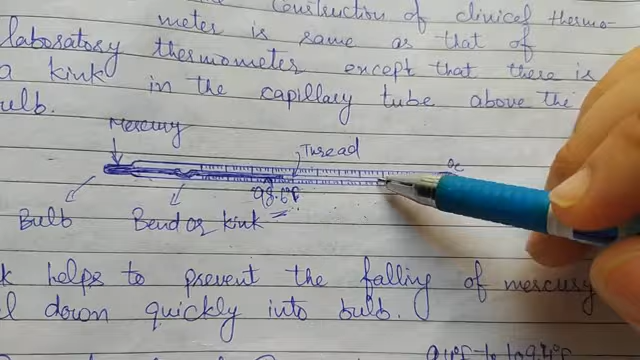 Construction of clinical thermo-
meter is same as that of
laboratory thermometer except that there is
a kink in the capillary tube above the
ulb.
Mercury
Thread
°C
98.6°F
Bulb
Bend or kink
k helps to prevent the falling of mercury
l down quickly into bulb.